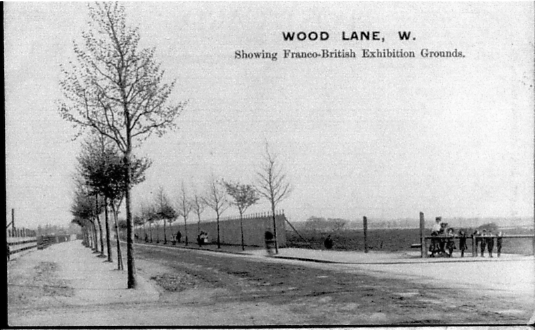 WOOD LANE, W.
Showing Franco-British Exhibition Grounds.